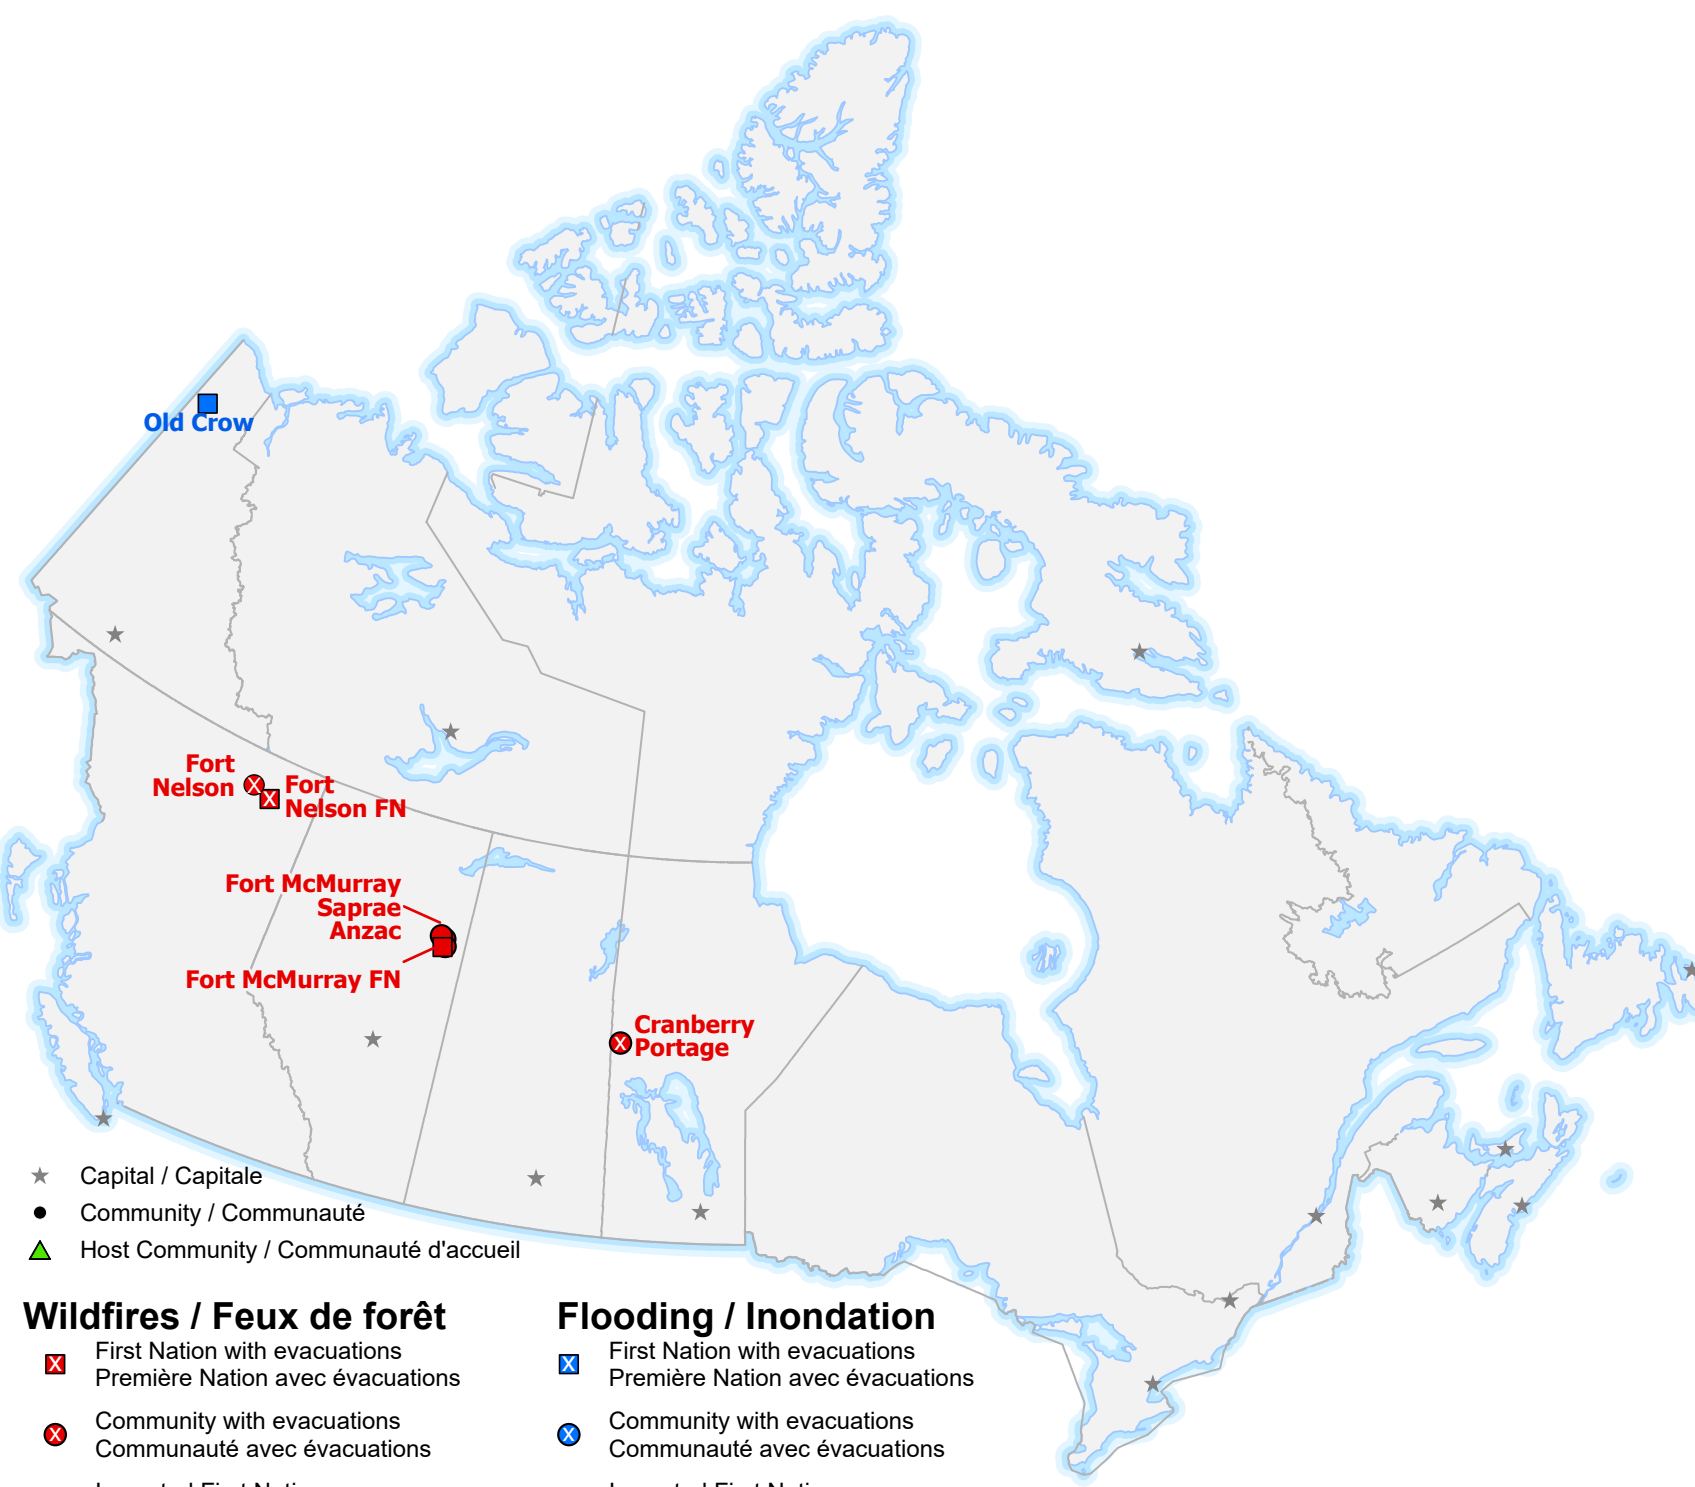 Old Crow
Fort
Nelson
X
X
Fort
Nelson FN
Fort McMurray
Saprae
Anzac
Fort McMurray FN
X
Cranberry
Portage
Capital / Capitale
Community / Communauté
Host Community / Communauté d'accueil
Wildfires / Feux de forêt
X
First Nation with evacuations
Première Nation avec évacuations
X
Community with evacuations
Communauté avec évacuations
Flooding / Inondation
X
First Nation with evacuations
Première Nation avec évacuations
X
Community with evacuations
Communauté avec évacuations